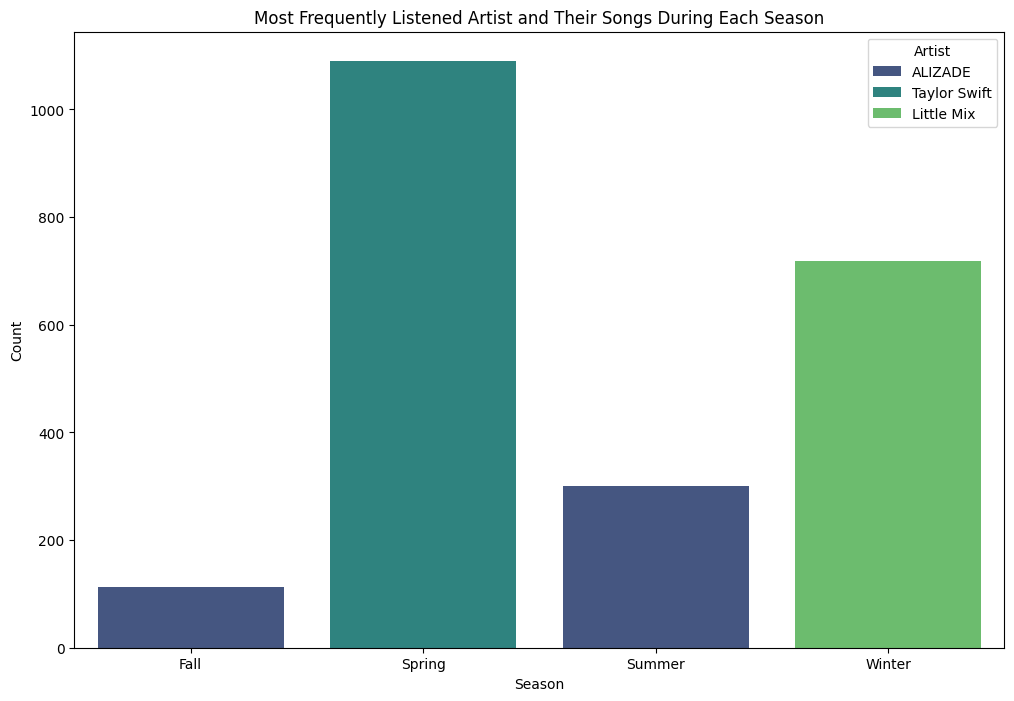 Most Frequently Listened Artist and Their Songs During Each Season
Artist
ALIZADE
Taylor Swift
Little Mix
Count
1000
800
600
400
200
0
Fall
Spring
Summer
Winter
Season